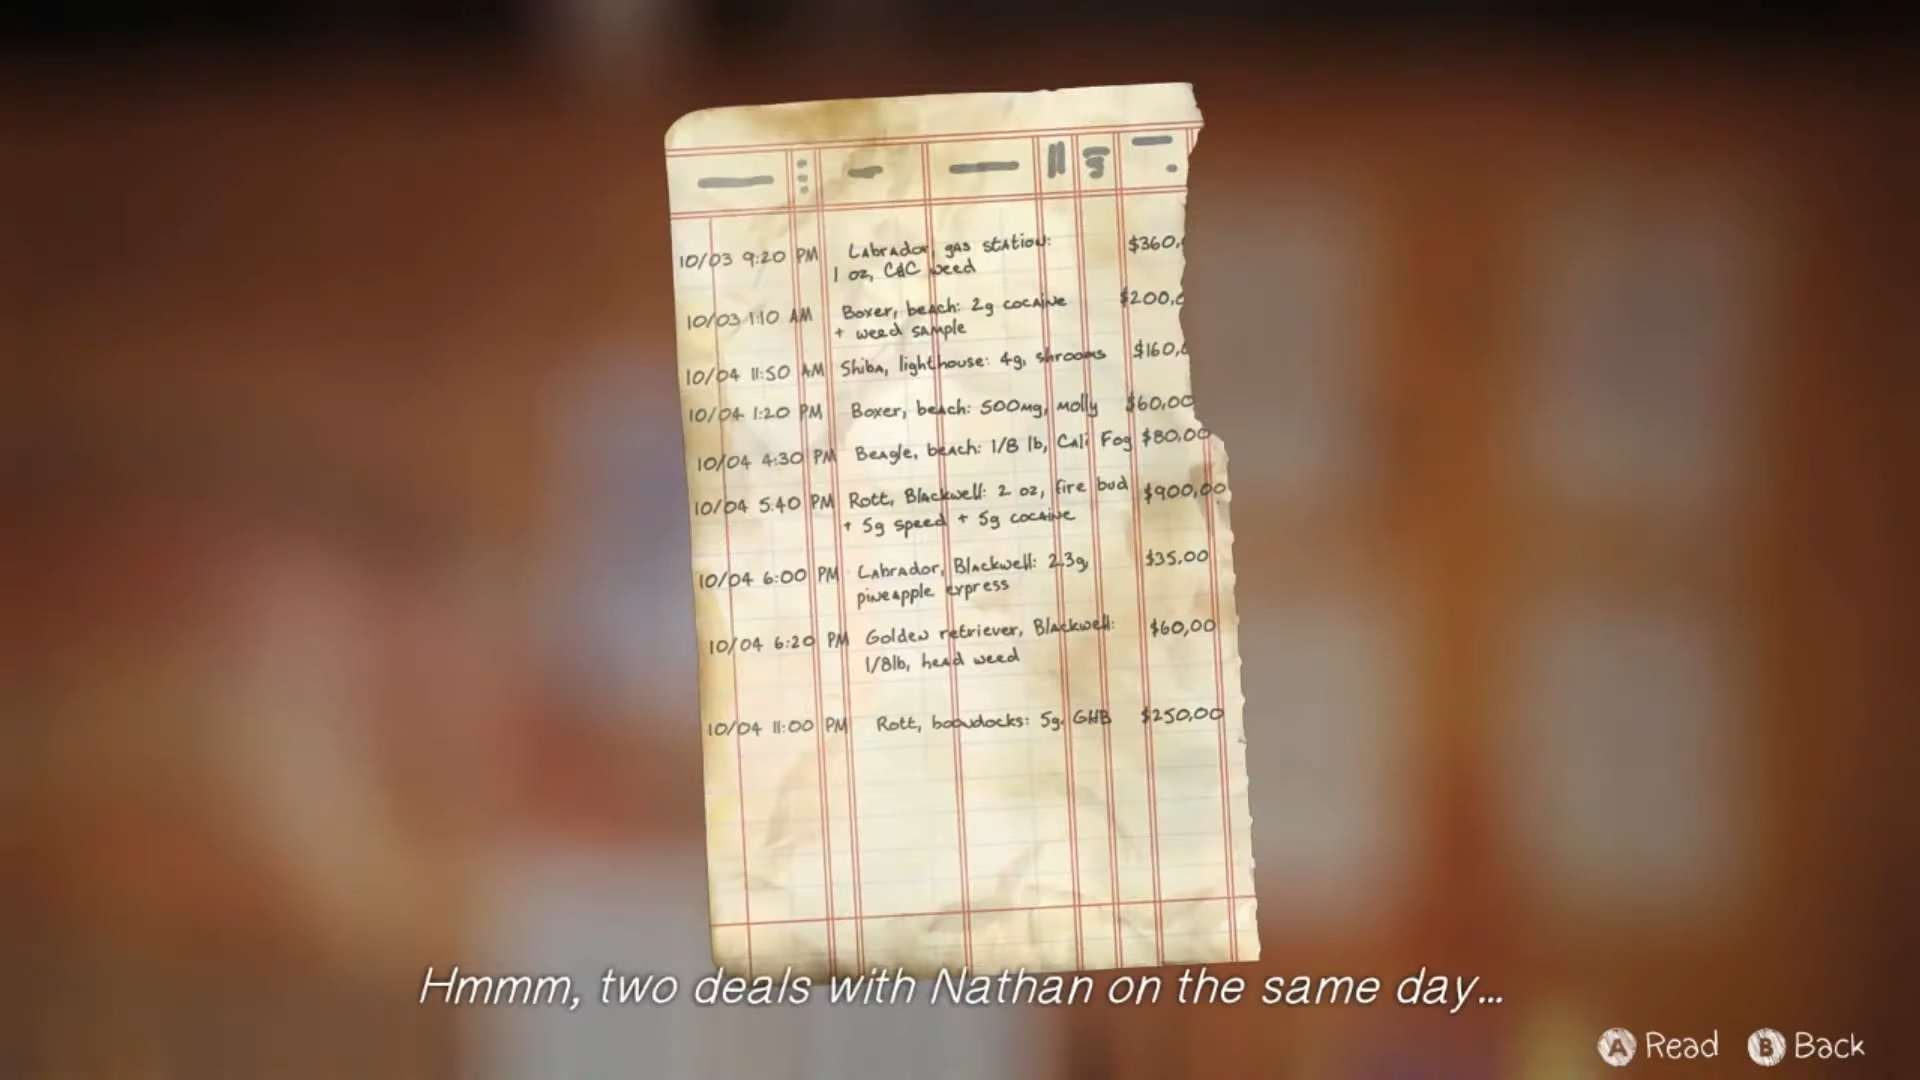 10/03 9:20 PM Labrador, gas station: $360,
1 oz, C&C weed
10/03 1:10 AM Boxer, beach: 2g cocaine $200,0
+ weed sample
10/04 11:50 AM Shiba, lighthouse: 4g, shrooms $160,0
10/04 1:20 PM Boxer, beach: 500mg, molly $60,00
10/04 4:30 PM Beagle, beach: 1/8 lb, Cali Fog $80,00
10/04 5:40 PM Rott, Blackwell: 2 oz, fire bud $900,00
+ 5g speed + 5g cocaine
10/04 6:00 PM Labrador, Blackwell: 2.3g, $35.00
pineapple express
10/04 6:20 PM Golden retriever, Blackwell: $60,00
1/8lb, head weed
10/04 11:00 PM Rott, boowdocks: 5g. GHB $250,00
Hmmm, two deals with Nathan on the same day...
A Read B Back